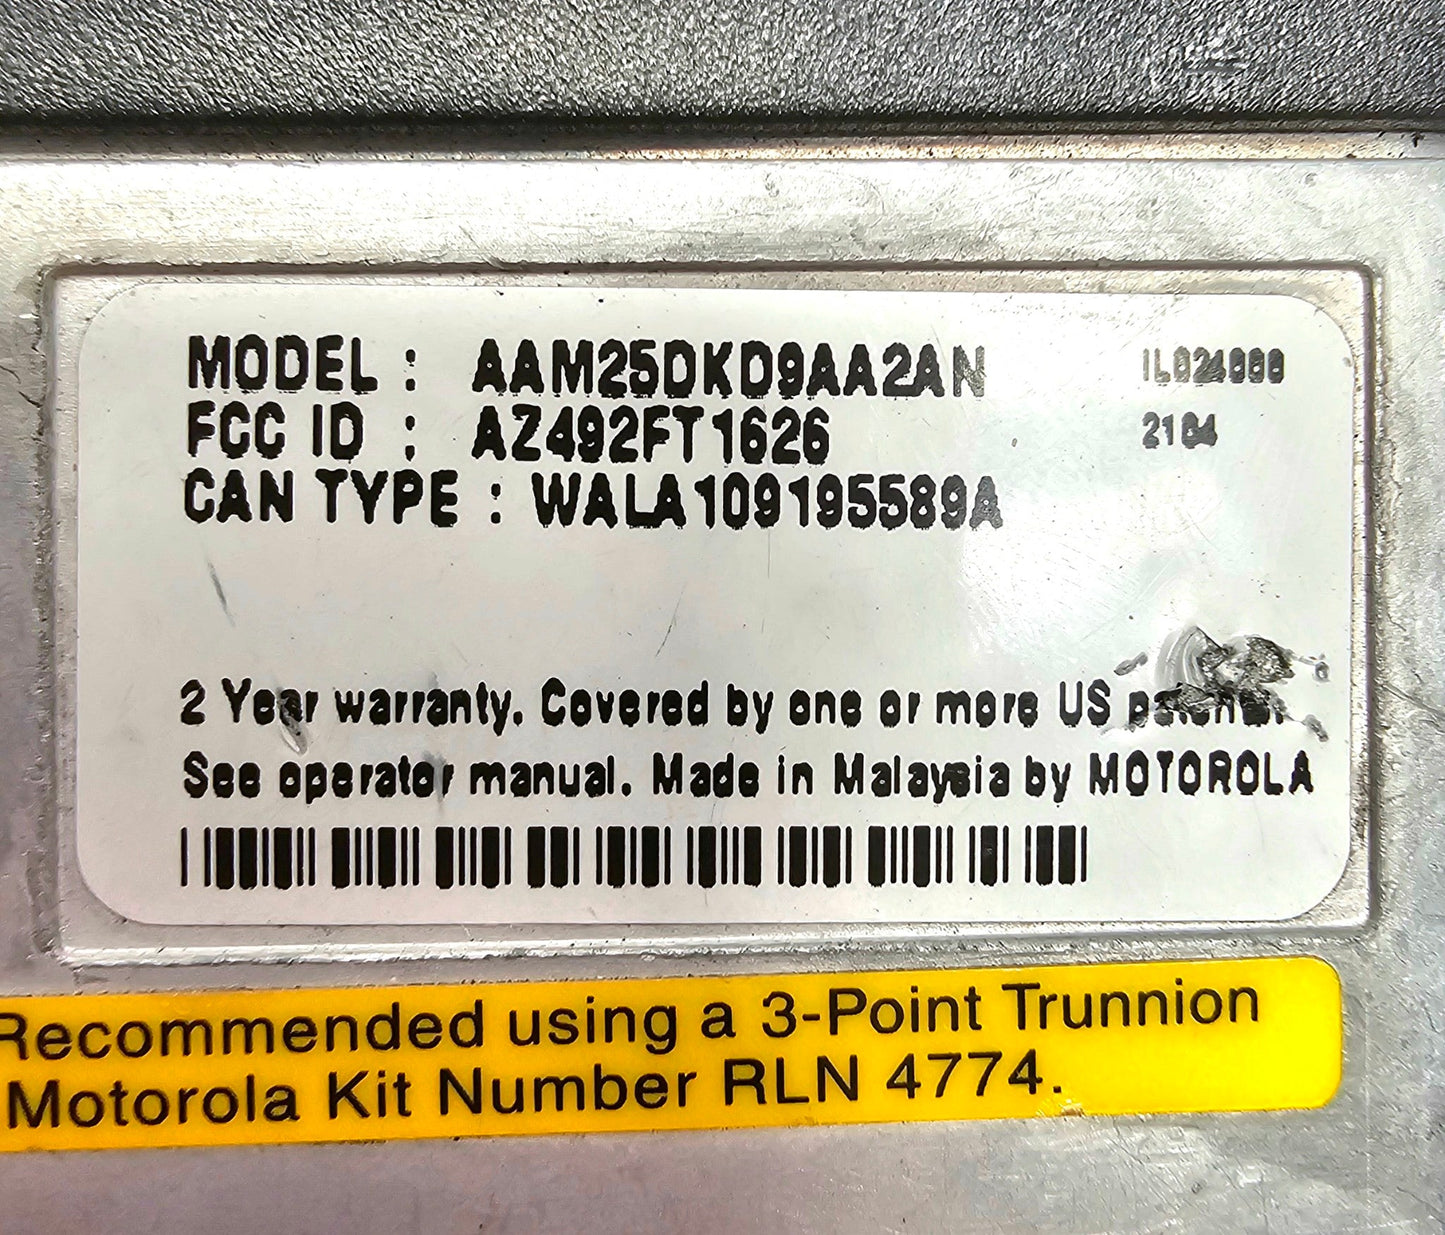 MODEL : AAM25DKD9AA2AN
FCC ID : AZ492FT1626
CAN TYPE : WALA109195589A
2104
2 Year warranty. Covered by one or more US
See operator manual. Made in Malaysia by MOTOROLA
Recommended using a 3-Point Trunnion
Motorola Kit Number RLN 4774.